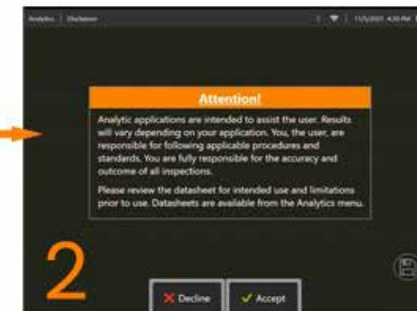 Analytics | Disclaimer
11/5/2021 4:30 PM
Attention!
Analytic applications are intended to assist the user. Results
will vary depending on your application. You, the user, are
responsible for following applicable procedures and
standards. You are fully responsible for the accuracy and
outcome of all inspections.
Please review the datasheet for intended use and limitations
prior to use. Datasheets are available from the Analytics menu.
2
Decline
Accept